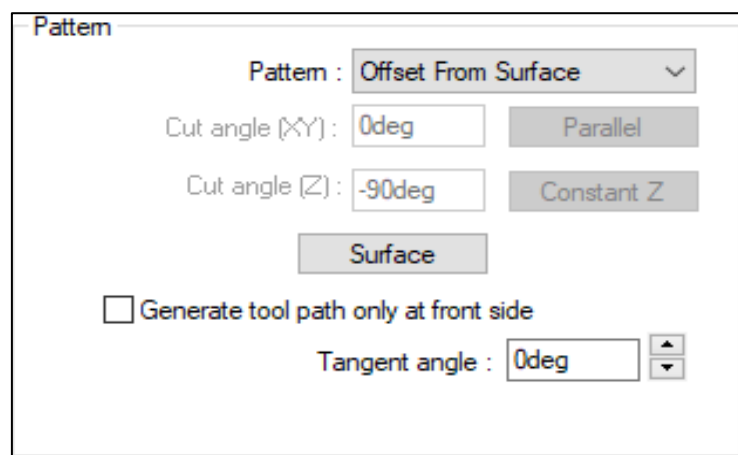 Pattern
Pattern : Offset From Surface
Cut angle (XY) : 0deg Parallel
Cut angle (Z) : -90deg Constant Z
Surface
Generate tool path only at front side
Tangent angle : 0deg